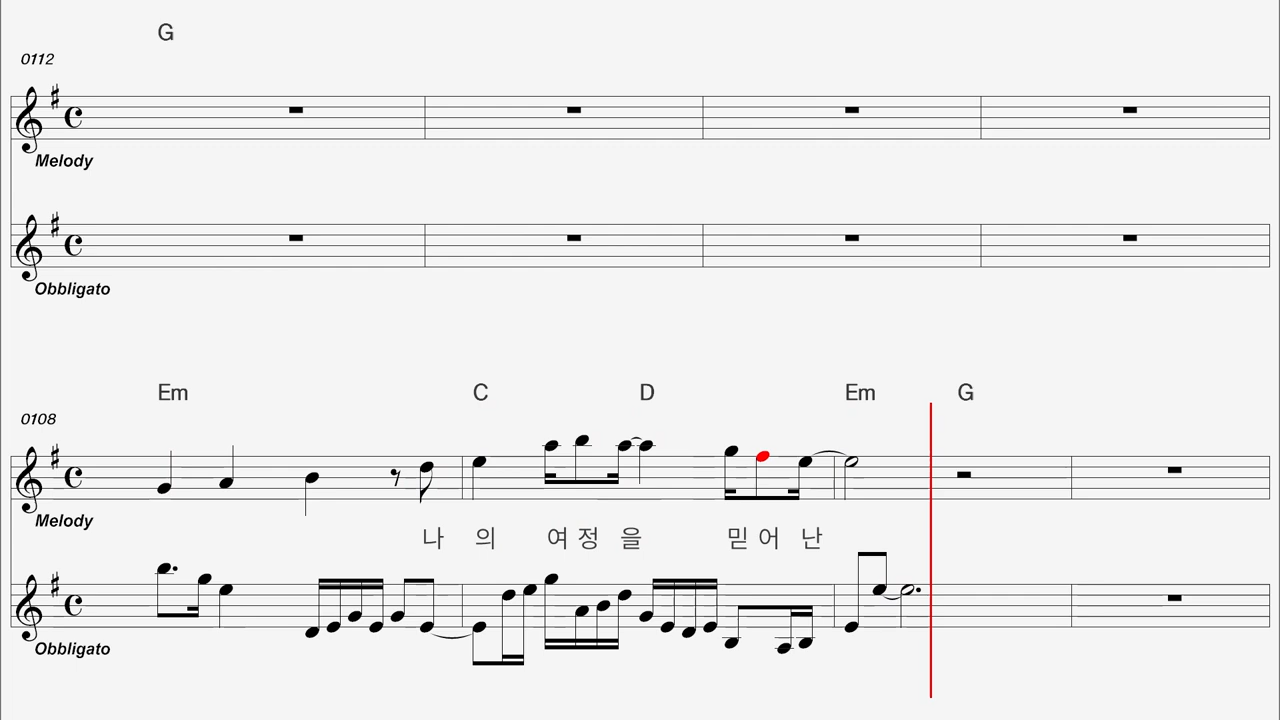 G
0112
Melody
Obbligato
Em C D Em G
0108
Melody
나 의 여 정 을 믿 어 난
Obbligato